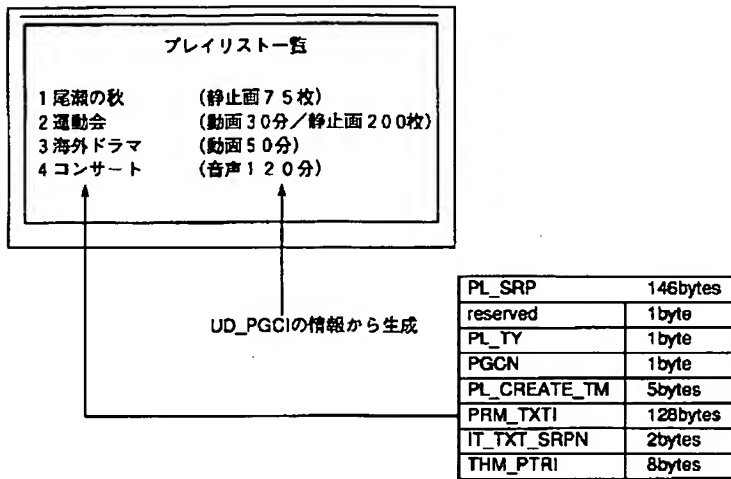 プレイリスト一覧
1 尾瀬の秋 (静止画75枚)
2 運動会 (動画30分/静止画200枚)
3 海外ドラマ (動画50分)
4 コンサート (音声120分)
UD_PGCIの情報から生成
PL_SRP 146bytes
reserved 1byte
PL_TY 1byte
PGCN 1byte
PL_CREATE_TM 5bytes
PRM_TXTI 128bytes
IT_TXT_SRPN 2bytes
THM_PTRI 8bytes